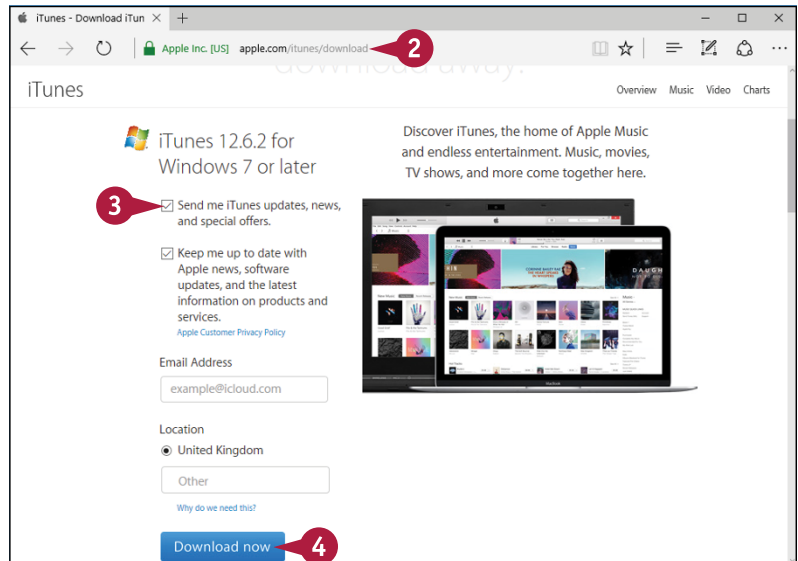 iTunes - Download iTun
Apple Inc. [US] apple.com/itunes/download
2
download away.
iTunes
Overview Music Video Charts
iTunes 12.6.2 for
Windows 7 or later
3
Send me iTunes updates, news,
and special offers.
Keep me up to date with
Apple news, software
updates, and the latest
information on products and
services.
Apple Customer Privacy Policy
Email Address
example@icloud.com
Location
United Kingdom
Other
Why do we need this?
Download now
4
Discover iTunes, the home of Apple Music
and endless entertainment. Music, movies,
TV shows, and more come together here.
DAUGH
MacBook